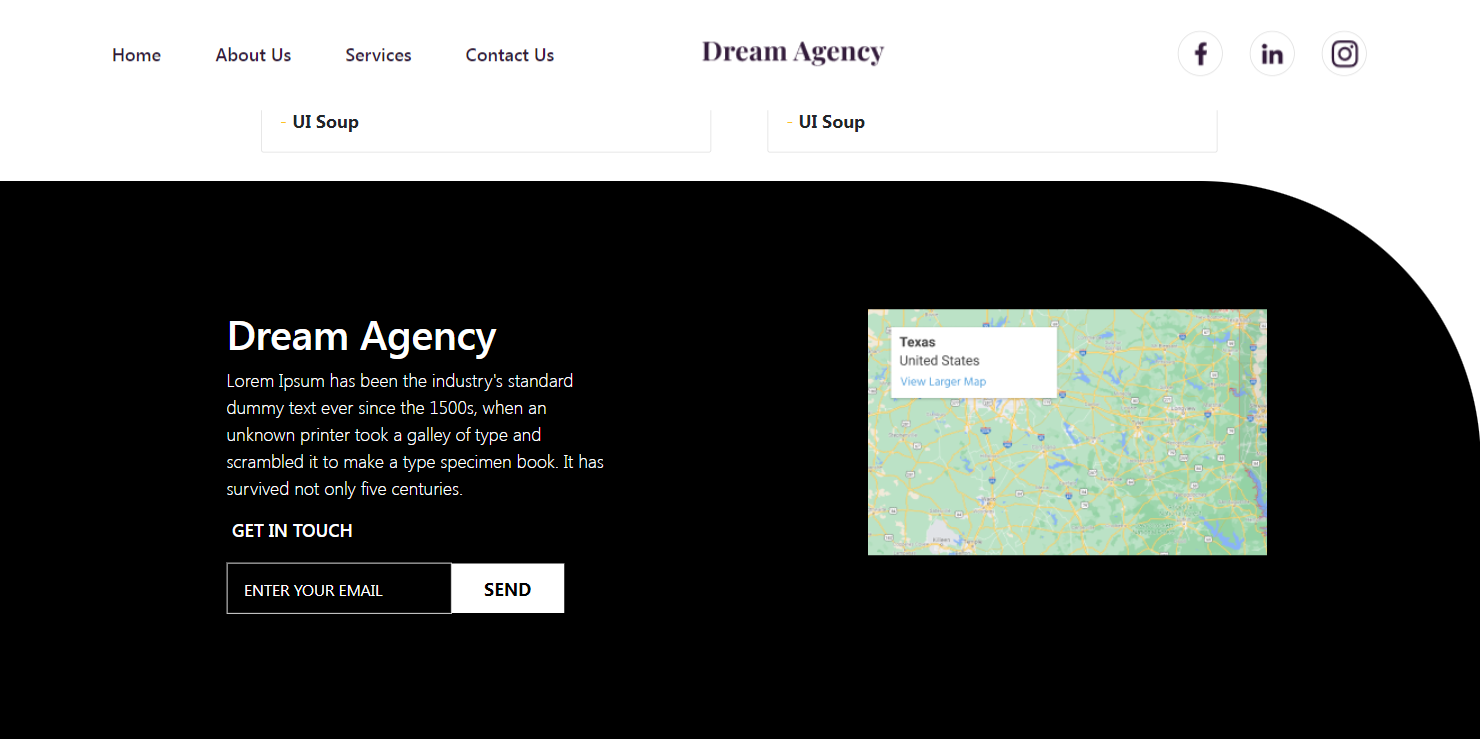 Home About Us Services Contact Us Dream Agency
- UI Soup - UI Soup
Dream Agency
Lorem Ipsum has been the industry's standard
dummy text ever since the 1500s, when an
unknown printer took a galley of type and
scrambled it to make a type specimen book. It has
survived not only five centuries.
GET IN TOUCH
ENTER YOUR EMAIL SEND
Texas
United States
View Larger Map